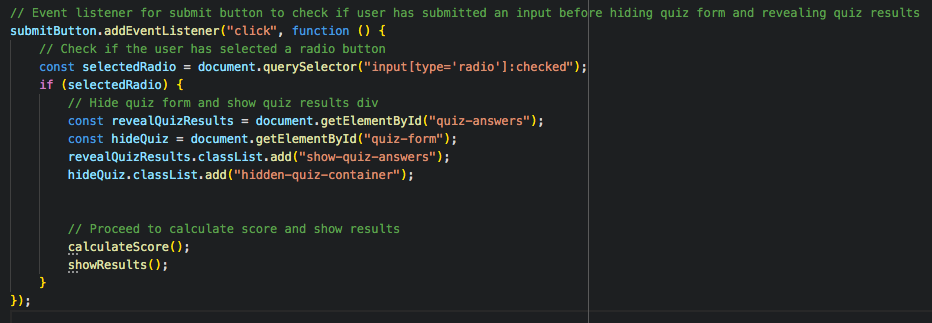 // Event listener for submit button to check if user has submitted an input before hiding quiz form and revealing quiz results
submitButton.addEventListener("click", function () {
    // Check if the user has selected a radio button
    const selectedRadio = document.querySelector("input[type='radio']:checked");
    if (selectedRadio) {
        // Hide quiz form and show quiz results div
        const revealQuizResults = document.getElementById("quiz-answers");
        const hideQuiz = document.getElementById("quiz-form");
        revealQuizResults.classList.add("show-quiz-answers");
        hideQuiz.classList.add("hidden-quiz-container");

        // Proceed to calculate score and show results
        calculateScore();
        showResults();
    }
});